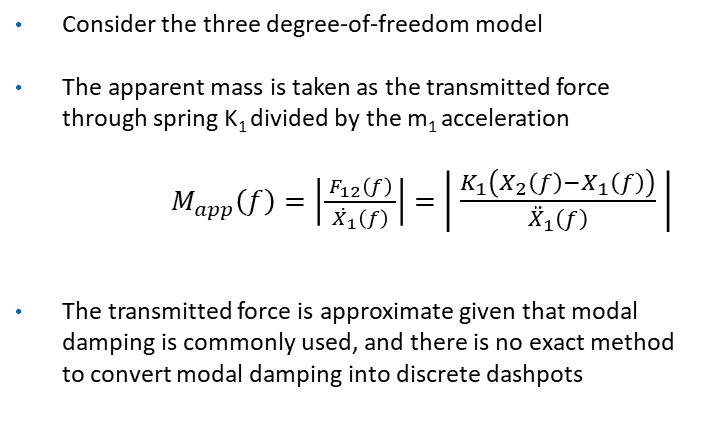 • Consider the three degree-of-freedom model
• The apparent mass is taken as the transmitted force
through spring K₁ divided by the m₁ acceleration
M_app(f) = |F₁₂(f) / Ẋ₁(f)| = |K₁(X₂(f)−X₁(f)) / Ẍ₁(f)|
• The transmitted force is approximate given that modal
damping is commonly used, and there is no exact method
to convert modal damping into discrete dashpots